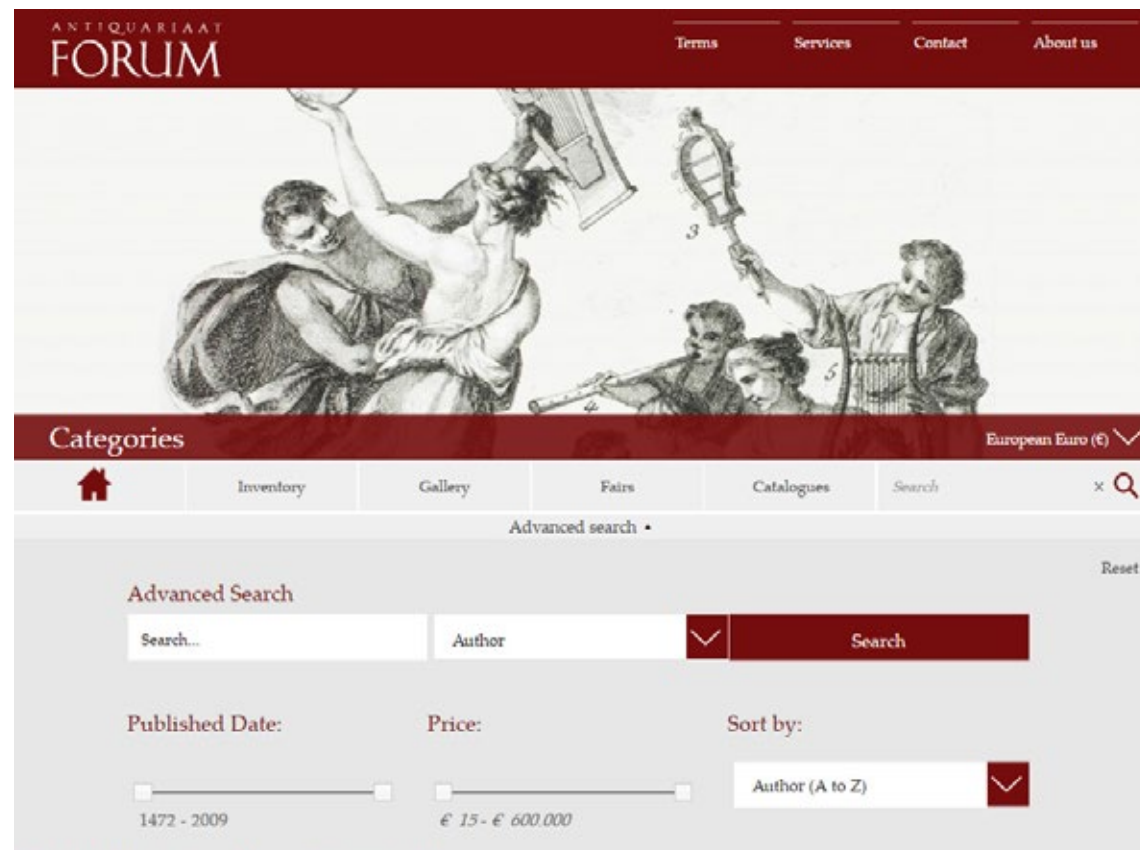 ANTIQUARIAAT
FORUM
Terms Services Contact About us
3
5
4
Categories
European Euro (€)
Inventory Gallery Fairs Catalogues Search ×
Advanced search •
Reset
Advanced Search
Search... Author Search
Published Date: Price: Sort by:
Author (A to Z)
1472 - 2009 € 15 - € 600.000